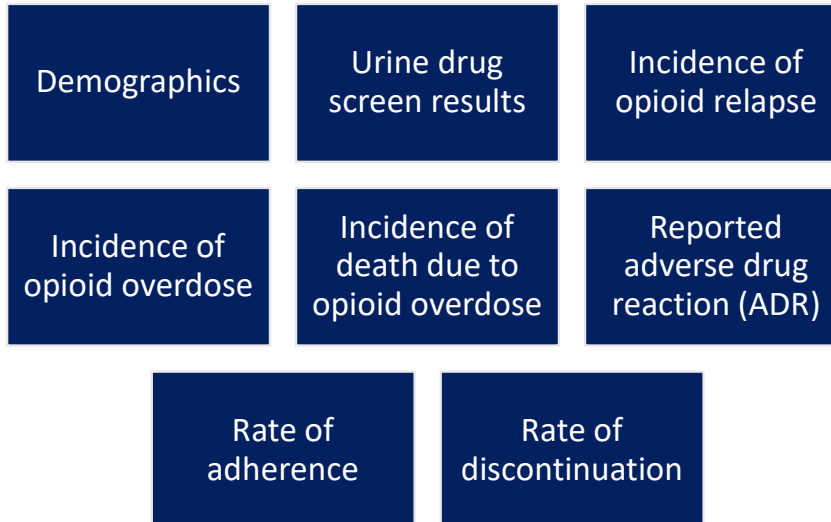 Demographics
Urine drug
screen results
Incidence of
opioid relapse
Incidence of
opioid overdose
Incidence of
death due to
opioid overdose
Reported
adverse drug
reaction (ADR)
Rate of
adherence
Rate of
discontinuation